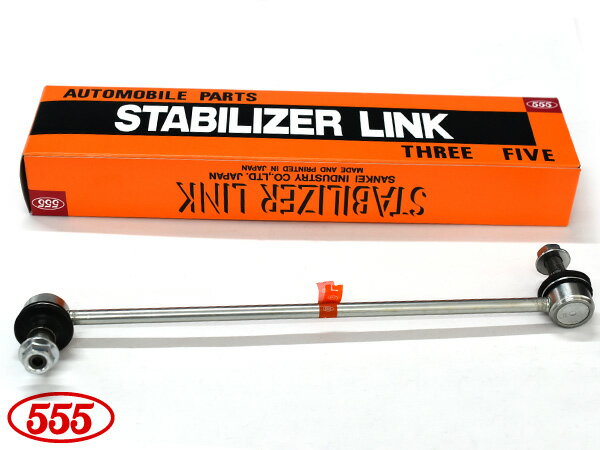 AUTOMOBILE PARTS
555
STABILIZER LINK
THREE FIVE
SANKEI INDUSTRY CO.,LTD. JAPAN
MADE AND PRINTED IN JAPAN
STABILIZER LINK
555
555